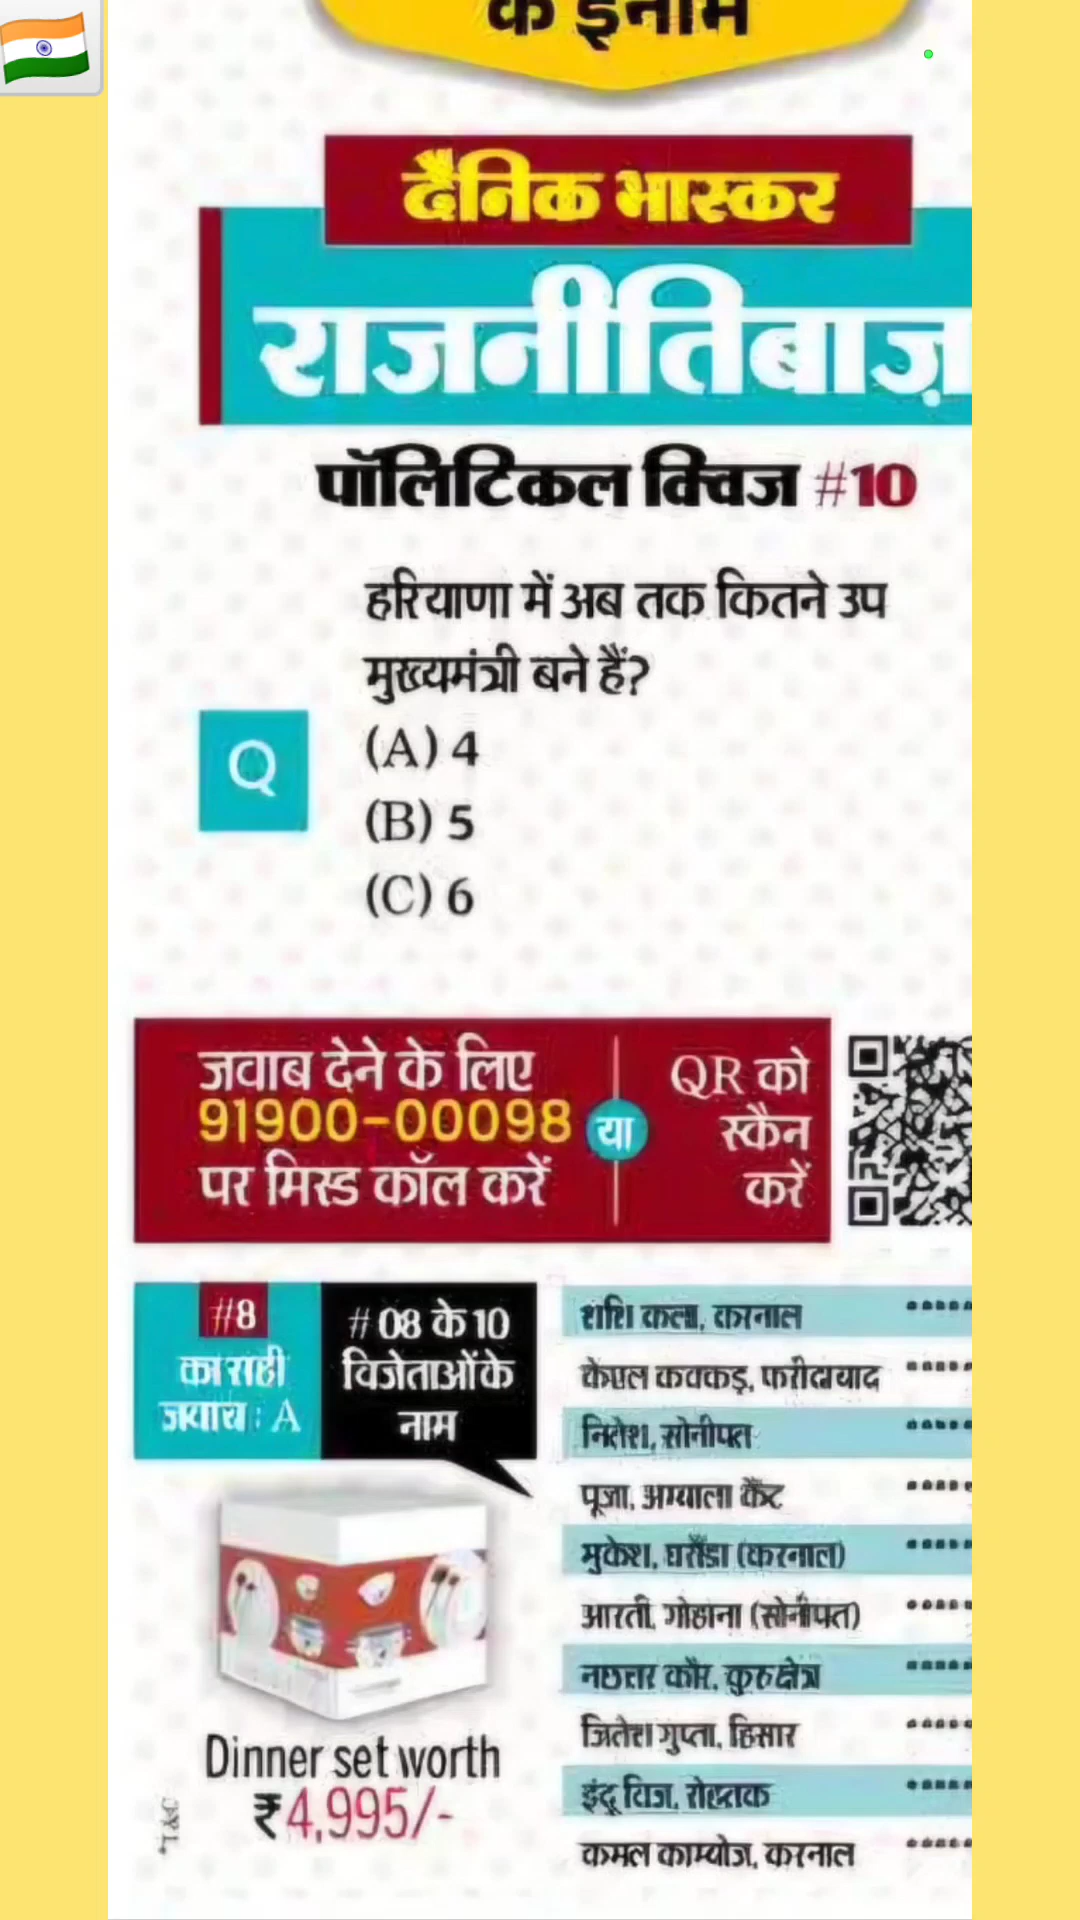 के इनाम
दैनिक भास्कर
राजनीतिबाज़
पॉलिटिकल क्विज #10
हरियाणा में अब तक कितने उप
मुख्यमंत्री बने हैं?
Q
(A) 4
(B) 5
(C) 6
जवाब देने के लिए
91900-00098
पर मिस्ड कॉल करें
या
QR को
स्कैन
करें
#8
का सही
जवाब : A
# 08 के 10
विजेताओं के
नाम
शशि कला, करनाल
केएल कक्कड़, फरीदाबाद
नितेश, सोनीपत
पूजा, अम्बाला कैंट
मुकेश, घरौंडा (करनाल)
आरती, गोहाना (सोनीपत)
नछत्तर कौर, कुरुक्षेत्र
जितेश गुप्ता, हिसार
इंदू विज, रोहतक
कमल काम्बोज, करनाल
Dinner set worth
₹4,995/-